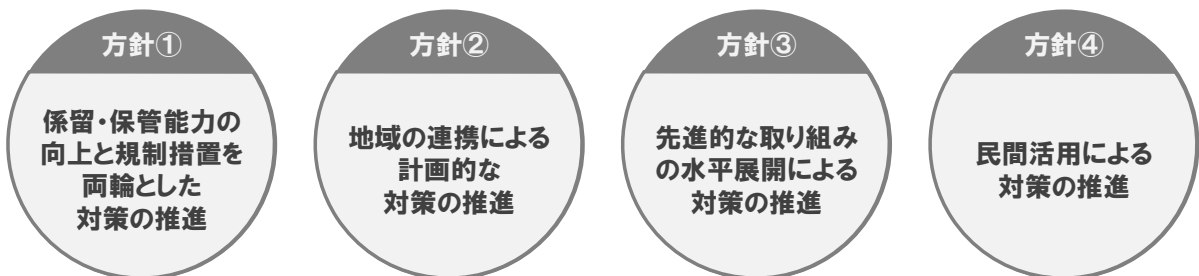 方針①
係留・保管能力の
向上と規制措置を
両輪とした
対策の推進
方針②
地域の連携による
計画的な
対策の推進
方針③
先進的な取り組み
の水平展開による
対策の推進
方針④
民間活用による
対策の推進